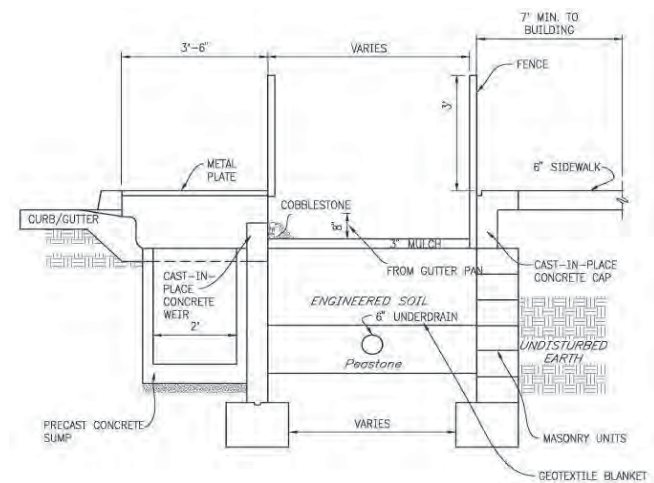 7' MIN. TO
BUILDING
3'-6"
VARIES
FENCE
3'
METAL
PLATE
6" SIDEWALK
COBBLESTONE
CURB/GUTTER
8"
3" MULCH
FROM GUTTER PAN
CAST-IN-
PLACE
CONCRETE
WEIR
CAST-IN-PLACE
CONCRETE CAP
ENGINEERED SOIL
2'
6" UNDERDRAIN
UNDISTURBED
EARTH
Peastone
PRECAST CONCRETE
SUMP
VARIES
MASONRY UNITS
GEOTEXTILE BLANKET